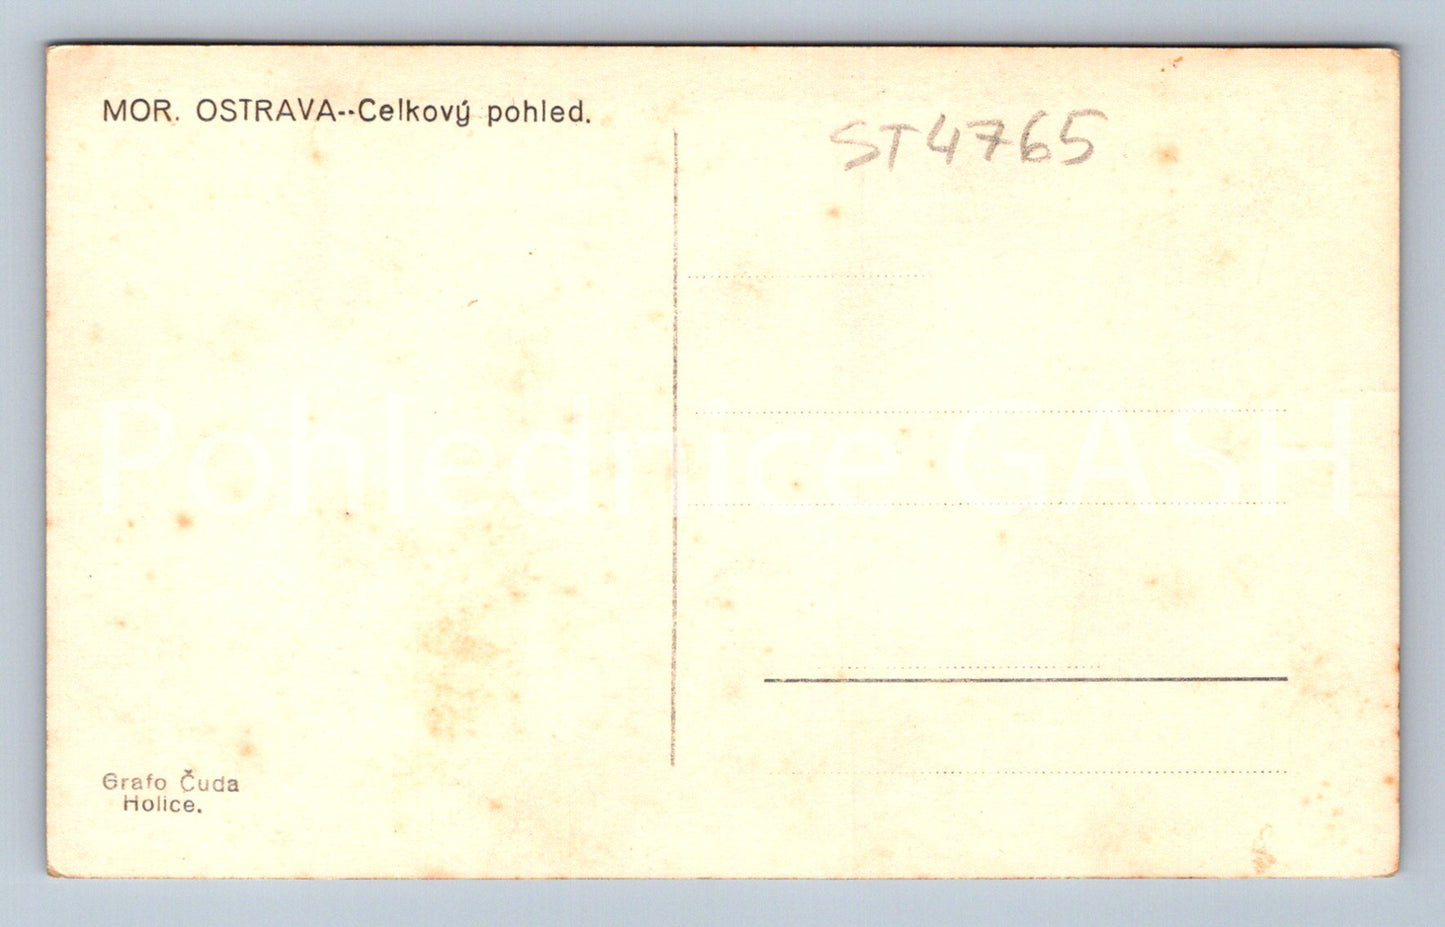 MOR. OSTRAVA--Celkový pohled.
ST4765
Pohlednice GASH
Grafo Čuda
Holice.